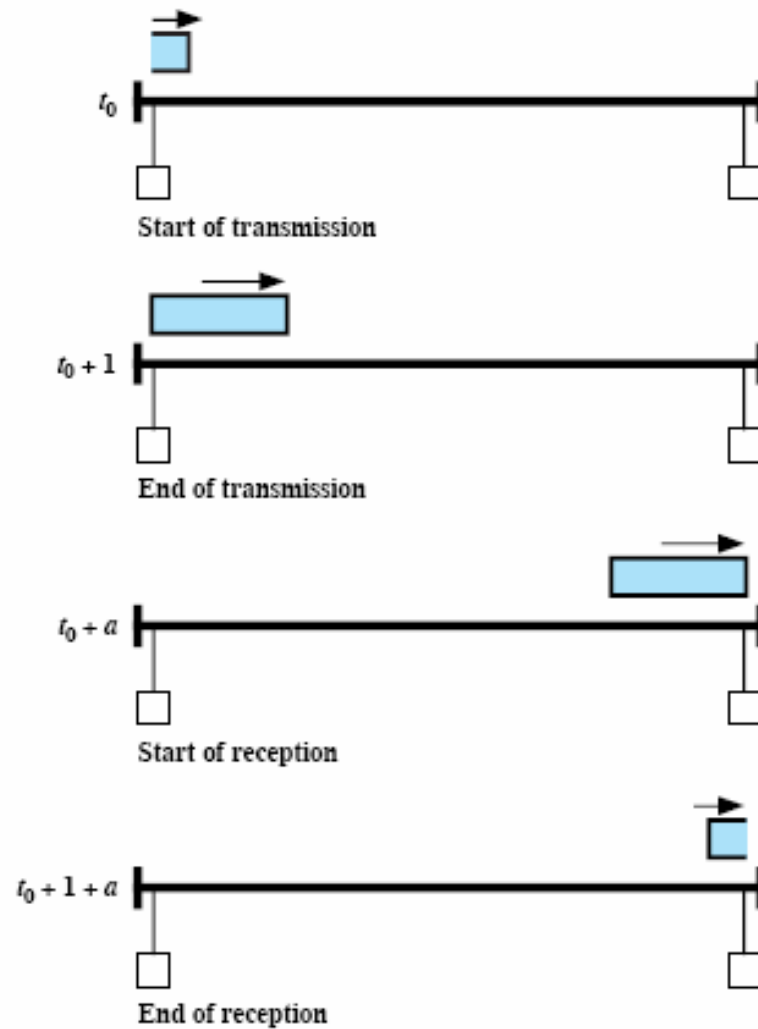 t₀
Start of transmission
t₀ + 1
End of transmission
t₀ + a
Start of reception
t₀ + 1 + a
End of reception